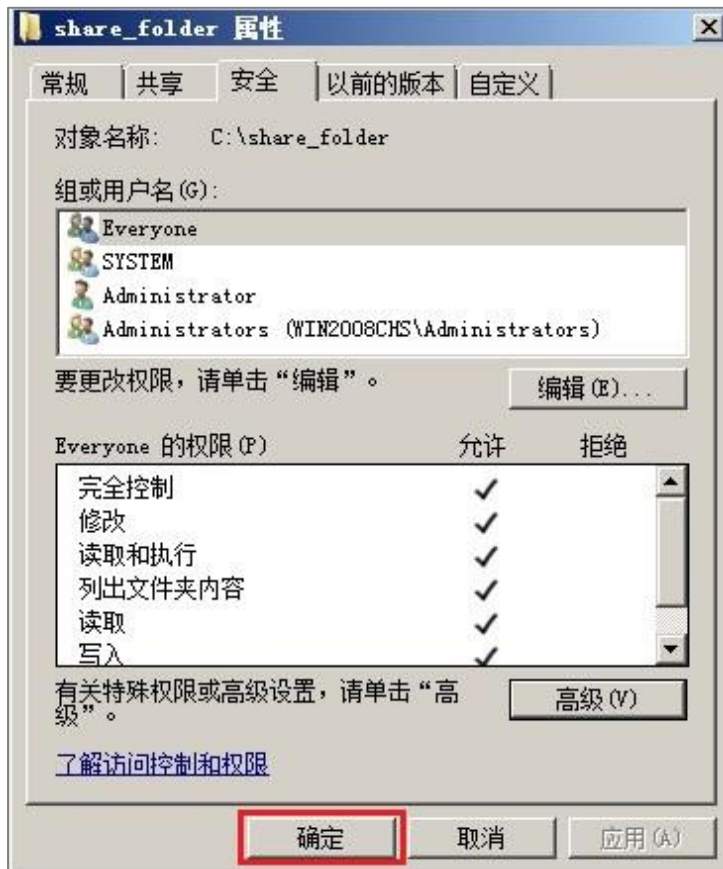 share_folder 属性
常规 共享 安全 以前的版本 自定义
对象名称: C:\share_folder
组或用户名(G):
Everyone
SYSTEM
Administrator
Administrators (WIN2008CHS\Administrators)
要更改权限，请单击“编辑”。 编辑(E)...
Everyone 的权限(P) 允许 拒绝
完全控制
修改
读取和执行
列出文件夹内容
读取
写入
有关特殊权限或高级设置，请单击“高
级”。 高级(V)
了解访问控制和权限
确定 取消 应用(A)